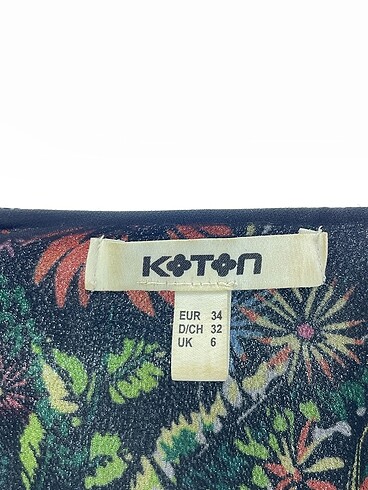 KOTON
EUR 34
D/CH 32
UK 6